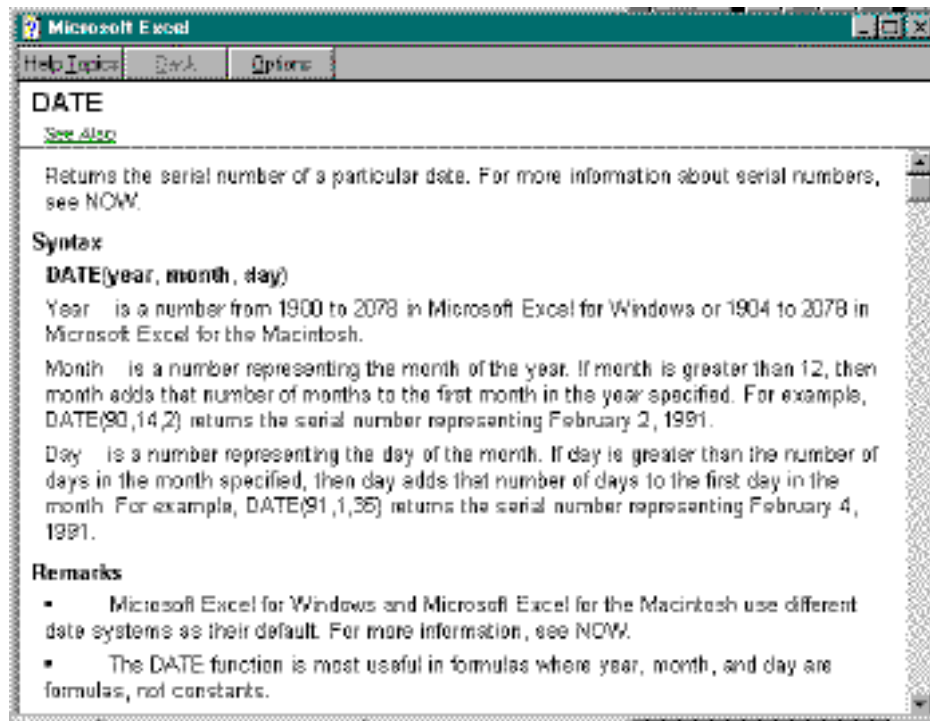 Microsoft Excel
Help Topics Back Options
DATE
See Also
Returns the serial number of a particular date. For more information about serial numbers,
see NOW.
Syntax
DATE(year, month, day)
Year is a number from 1900 to 2078 in Microsoft Excel for Windows or 1904 to 2078 in
Microsoft Excel for the Macintosh.
Month is a number representing the month of the year. If month is greater than 12, then
month adds that number of months to the first month in the year specified. For example,
DATE(90,14,2) returns the serial number representing February 2, 1991.
Day is a number representing the day of the month. If day is greater than the number of
days in the month specified, then day adds that number of days to the first day in the
month. For example, DATE(91,1,35) returns the serial number representing February 4,
1991.
Remarks
▪ Microsoft Excel for Windows and Microsoft Excel for the Macintosh use different
date systems as their default. For more information, see NOW.
▪ The DATE function is most useful in formulas where year, month, and day are
formulas, not constants.